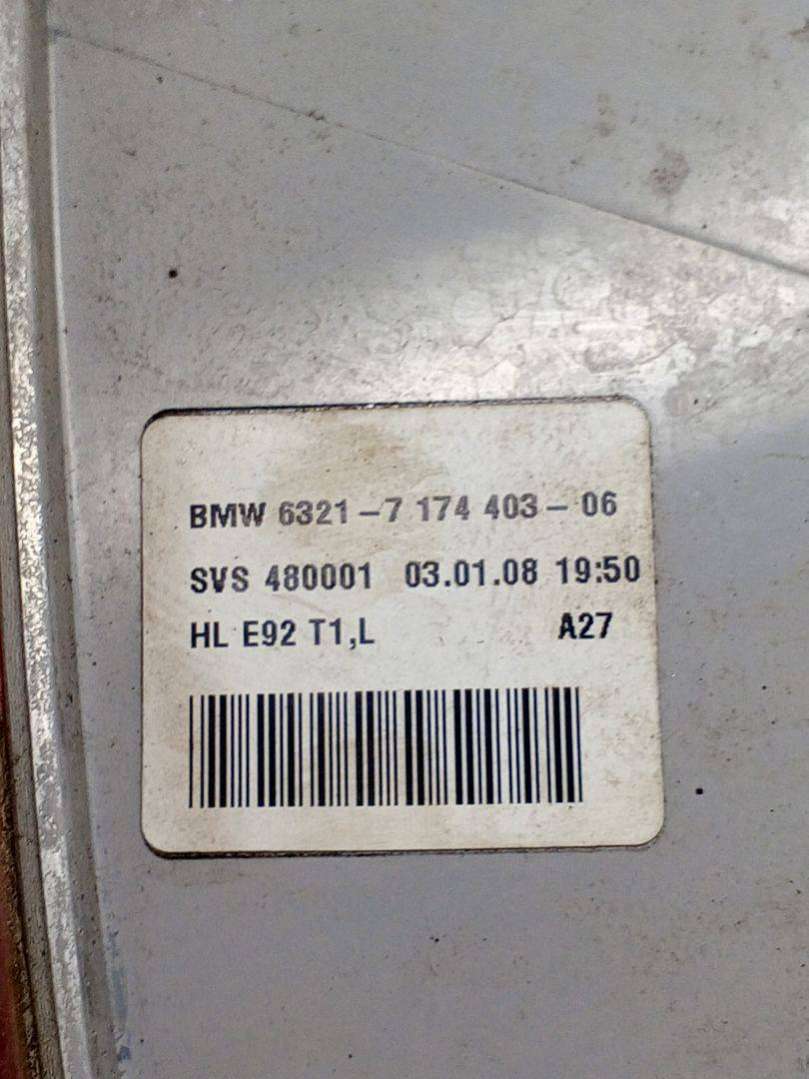 BMW 6321-7 174 403-06
SVS 480001 03.01.08 19:50
HL E92 T1,L A27